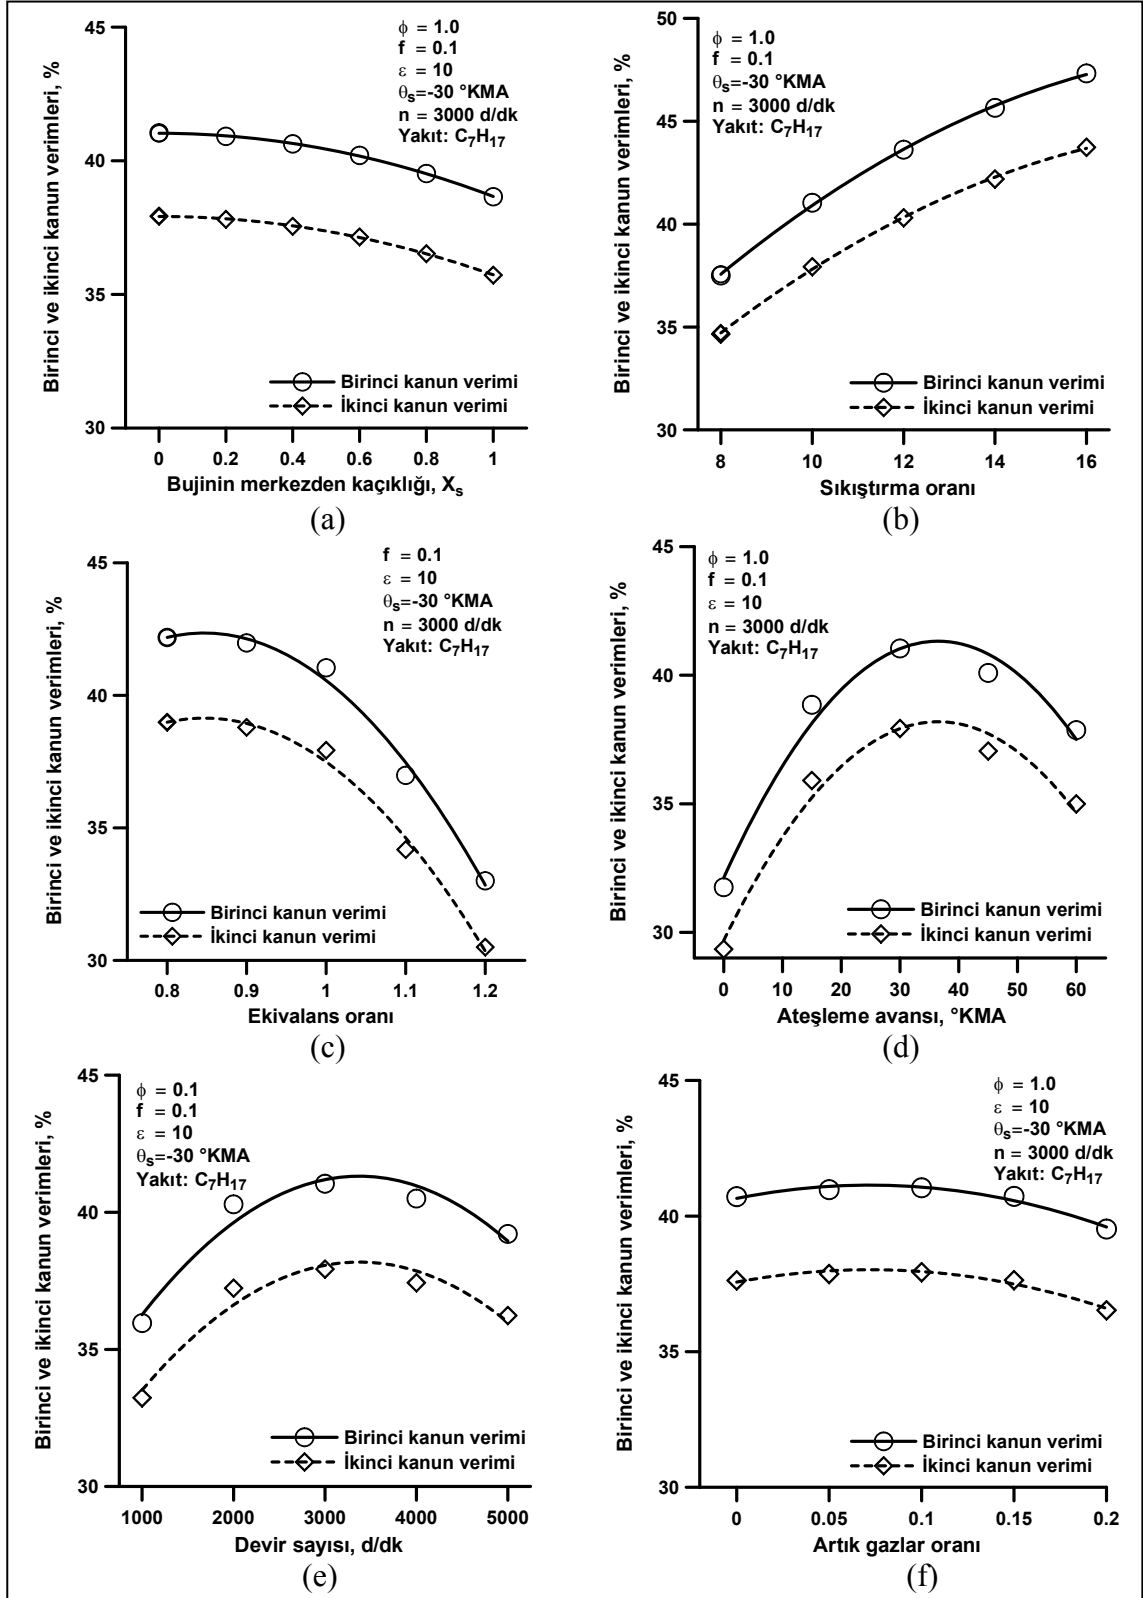 45
40
35
30
Birinci ve ikinci kanun verimleri, %
ϕ = 1.0
f = 0.1
ε = 10
θs=-30 °KMA
n = 3000 d/dk
Yakıt: C7H17
Birinci kanun verimi
İkinci kanun verimi
0 0.2 0.4 0.6 0.8 1
Bujinin merkezden kaçıklığı, Xs
(a)
50
45
40
35
30
Birinci ve ikinci kanun verimleri, %
ϕ = 1.0
f = 0.1
ε = 10
θs=-30 °KMA
n = 3000 d/dk
Yakıt: C7H17
Birinci kanun verimi
İkinci kanun verimi
8 10 12 14 16
Sıkıştırma oranı
(b)
45
40
35
30
Birinci ve ikinci kanun verimleri, %
f = 0.1
ε = 10
θs=-30 °KMA
n = 3000 d/dk
Yakıt: C7H17
Birinci kanun verimi
İkinci kanun verimi
0.8 0.9 1 1.1 1.2
Ekivalans oranı
(c)
45
40
35
30
Birinci ve ikinci kanun verimleri, %
ϕ = 1.0
f = 0.1
ε = 10
n = 3000 d/dk
Yakıt: C7H17
Birinci kanun verimi
İkinci kanun verimi
0 10 20 30 40 50 60
Ateşleme avansı, °KMA
(d)
45
40
35
30
Birinci ve ikinci kanun verimleri, %
ϕ = 0.1
f = 0.1
ε = 10
θs=-30 °KMA
Yakıt: C7H17
Birinci kanun verimi
İkinci kanun verimi
1000 2000 3000 4000 5000
Devir sayısı, d/dk
(e)
45
40
35
30
Birinci ve ikinci kanun verimleri, %
ϕ = 1.0
ε = 10
θs=-30 °KMA
n = 3000 d/dk
Yakıt: C7H17
Birinci kanun verimi
İkinci kanun verimi
0 0.05 0.1 0.15 0.2
Artık gazlar oranı
(f)